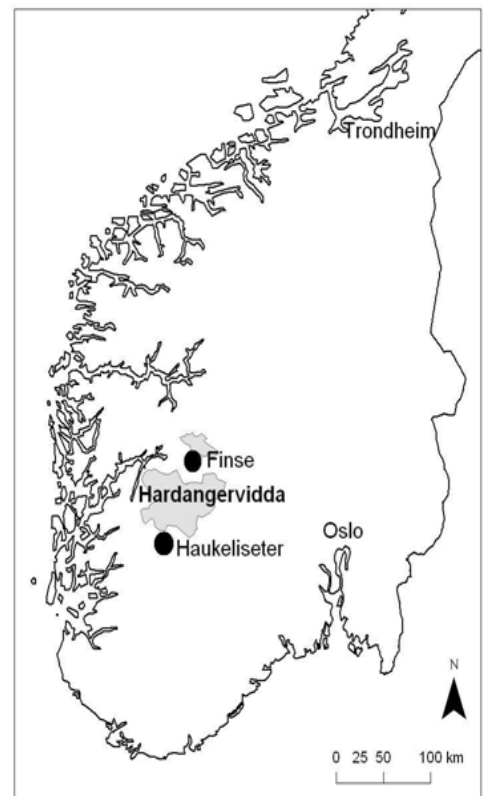 Trondheim
Finse
Hardangervidda
Haukeliseter
Oslo
N
0 25 50 100 km